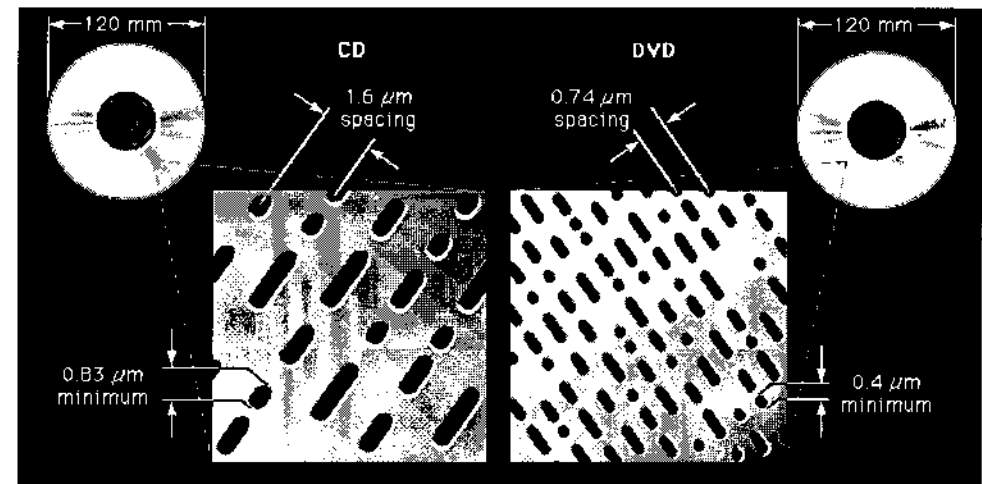 120 mm
CD
DVD
120 mm
1.6 µm
spacing
0.74 µm
spacing
0.83 µm
minimum
0.4 µm
minimum